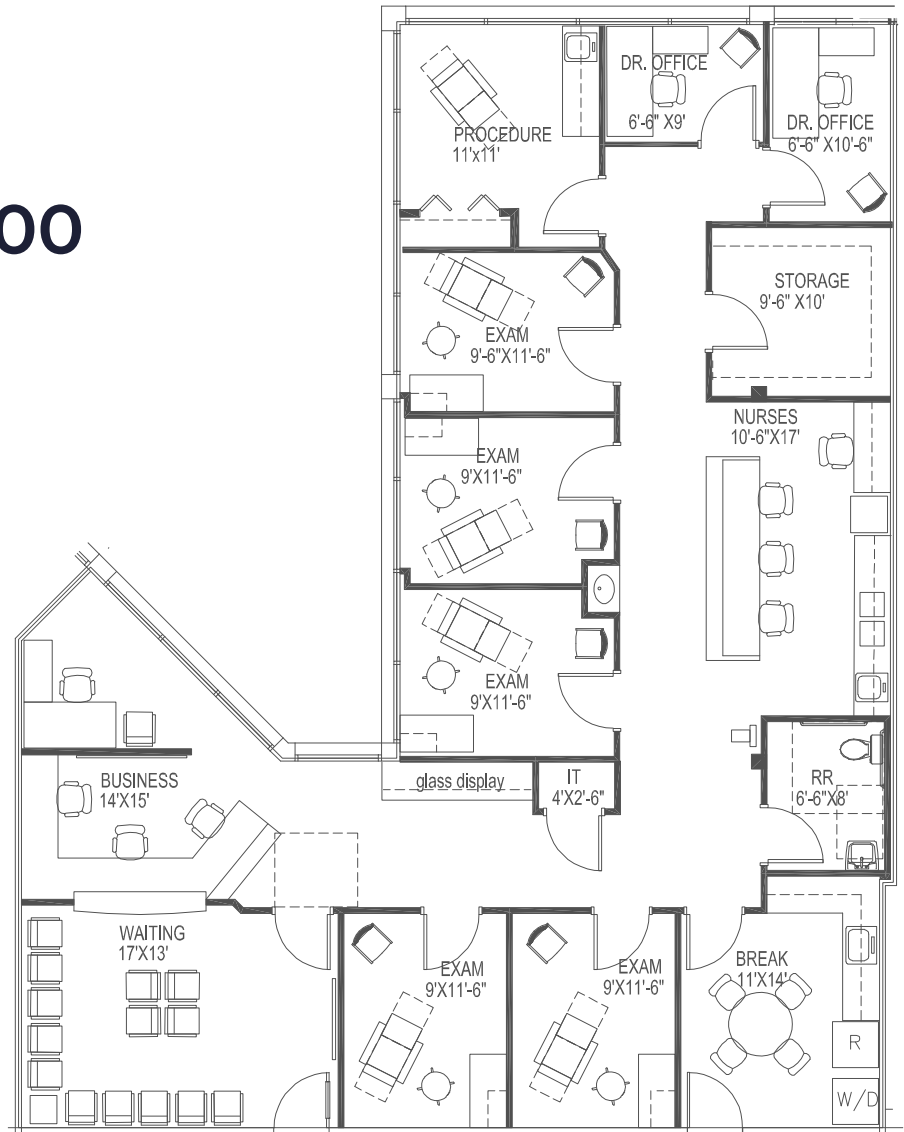 00
DR. OFFICE
6'-6" X9'
DR. OFFICE
6'-6" X10'-6"
PROCEDURE
11'x11'
STORAGE
9'-6" X10'
EXAM
9'-6"X11'-6"
NURSES
10'-6"X17'
EXAM
9'X11'-6"
EXAM
9'X11'-6"
glass display
IT
4'X2'-6"
RR
6'-6"X8'
BUSINESS
14'X15'
WAITING
17'X13'
EXAM
9'X11'-6"
EXAM
9'X11'-6"
BREAK
11'X14'
R
W/D